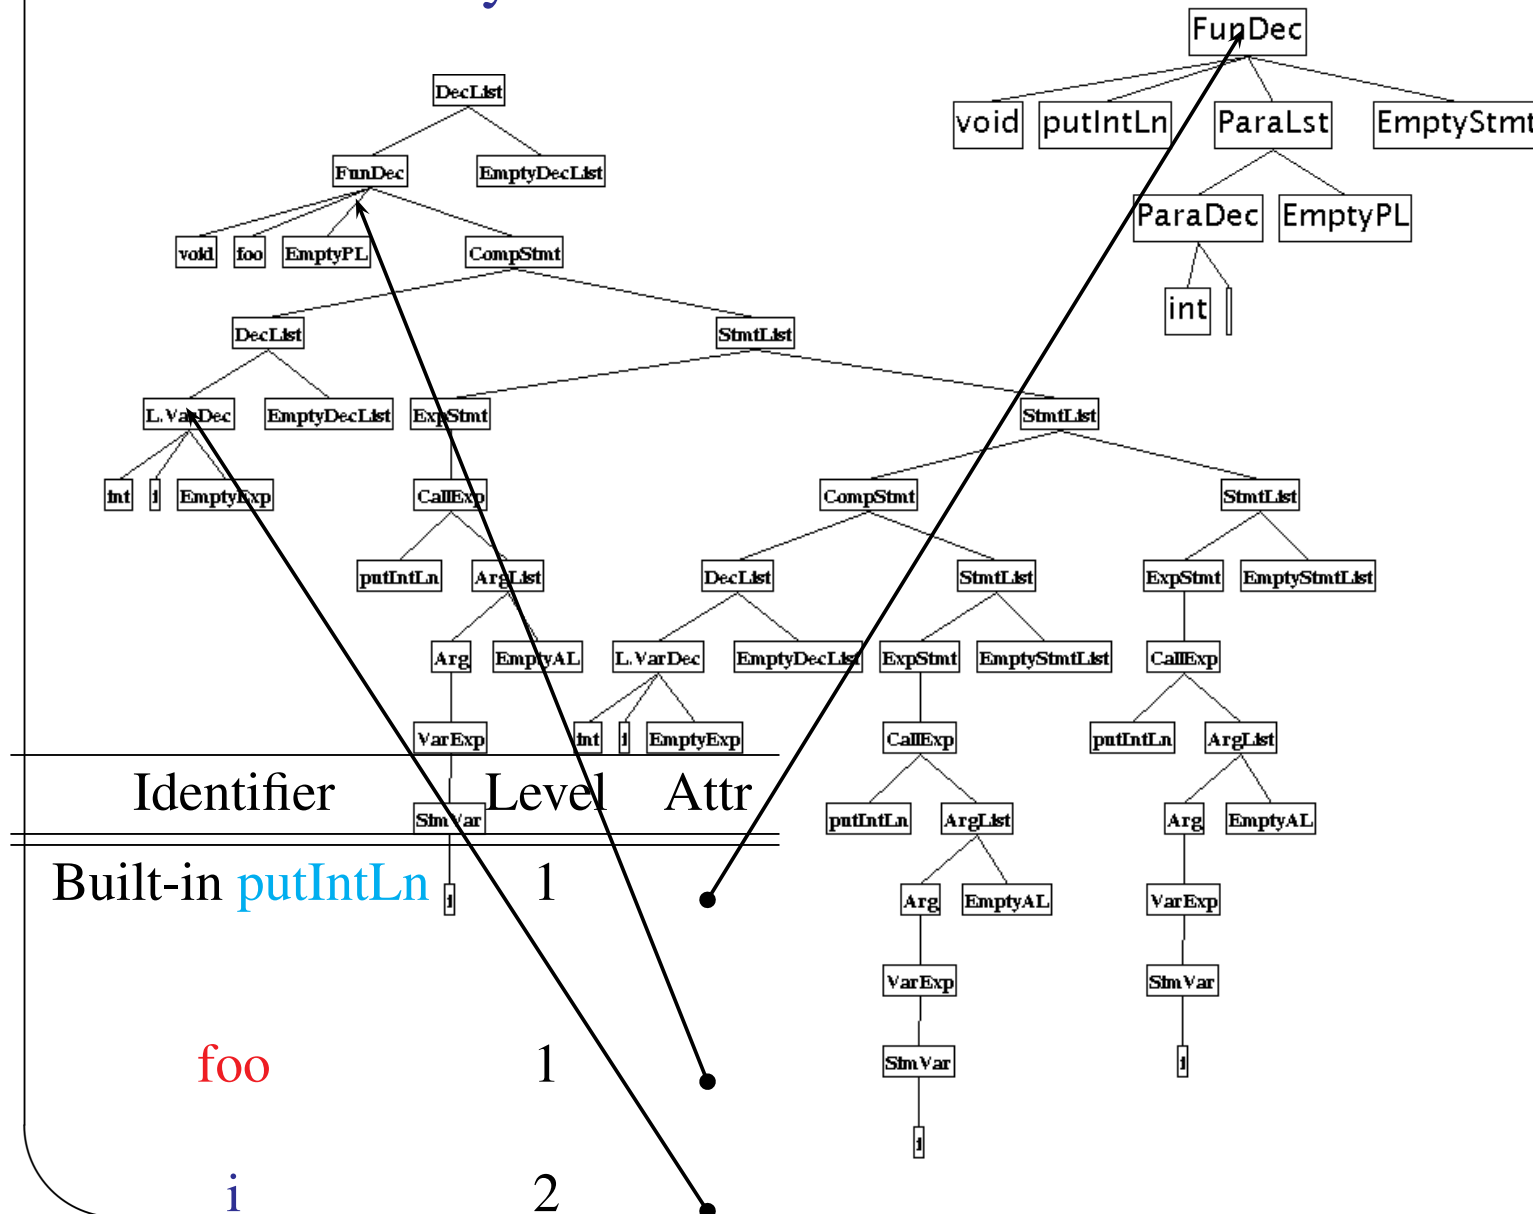 FunDec
DecList
void putIntLn ParaLst EmptyStmt
FunDec EmptyDecList
ParaDec EmptyPL
void foo EmptyPL CompStmt
int
DecList StmtList
L.VarDec EmptyDecList ExpStmt StmtList
int i EmptyExp CallExp CompStmt StmtList
putIntLn ArgList DecList StmtList ExpStmt EmptyStmtList
Arg EmptyAL L.VarDec EmptyDecList ExpStmt EmptyStmtList CallExp
VarExp int i EmptyExp CallExp putIntLn ArgList
Identifier Level Attr
SimVar putIntLn ArgList Arg EmptyAL
Built-in putIntLn i 1 Arg EmptyAL VarExp
VarExp SimVar
foo 1 SimVar i
i
i 2